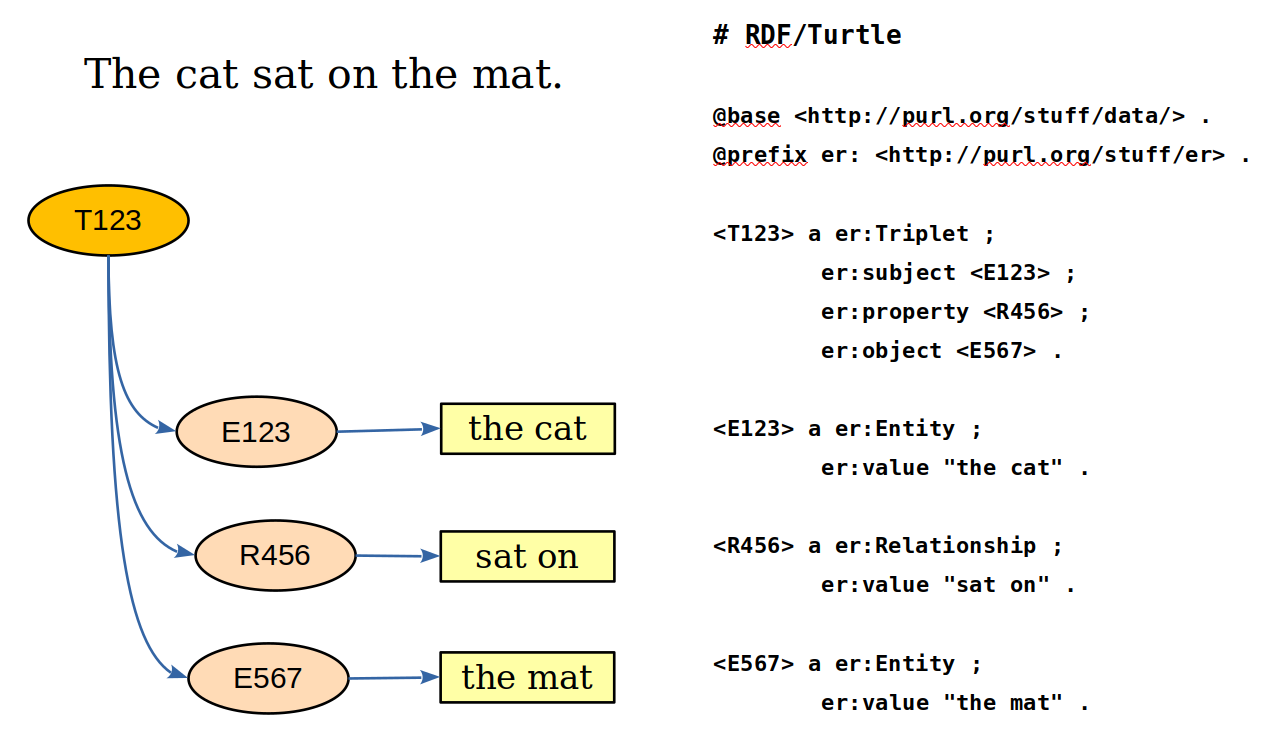 The cat sat on the mat.
T123
E123
the cat
R456
sat on
E567
the mat
# RDF/Turtle
@base <http://purl.org/stuff/data/> .
@prefix er: <http://purl.org/stuff/er> .
<T123> a er:Triplet ;
er:subject <E123> ;
er:property <R456> ;
er:object <E567> .
<E123> a er:Entity ;
er:value "the cat" .
<R456> a er:Relationship ;
er:value "sat on" .
<E567> a er:Entity ;
er:value "the mat" .